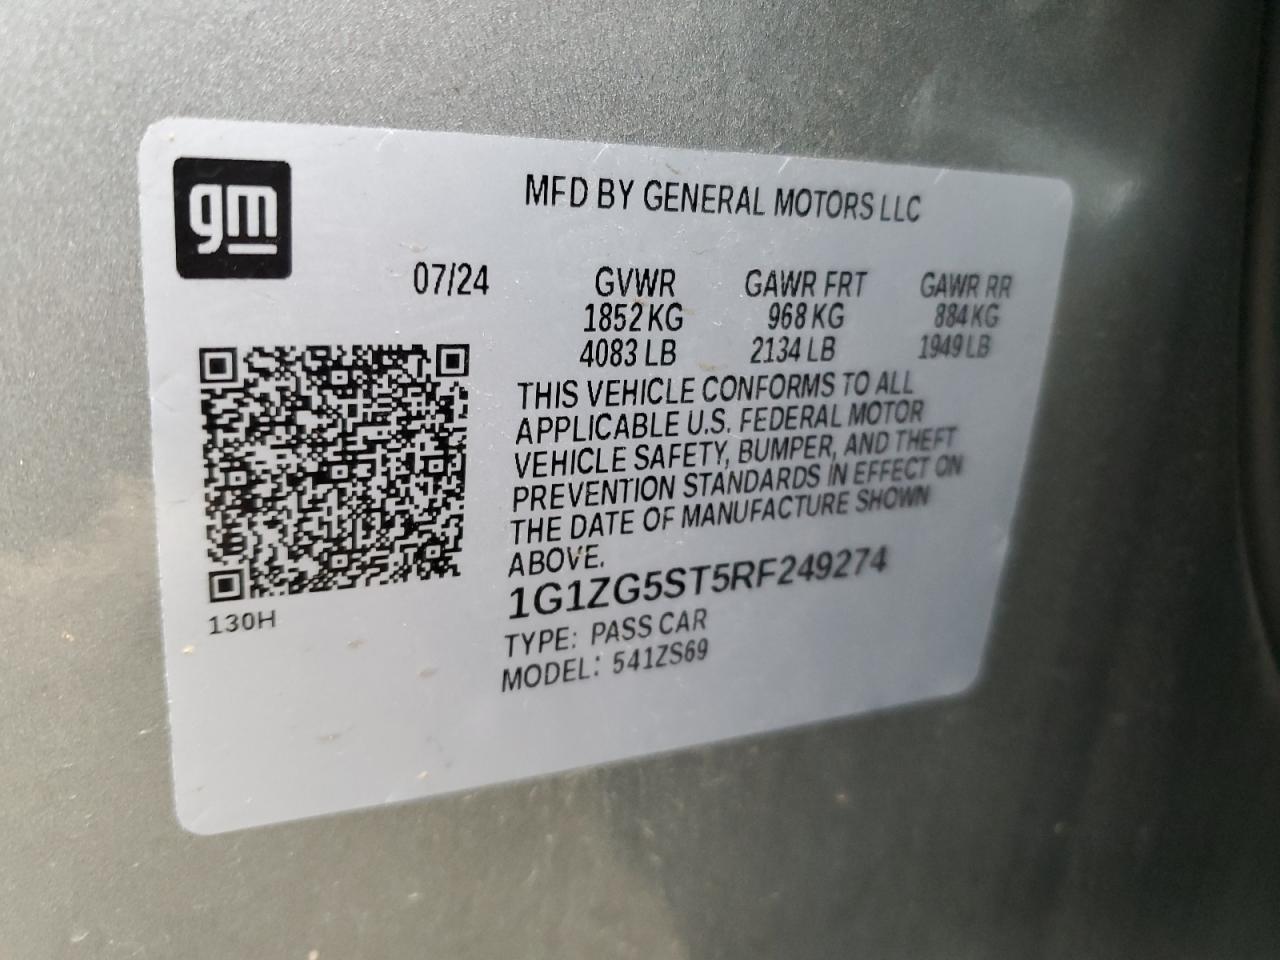 gm
MFD BY GENERAL MOTORS LLC
07/24 GVWR GAWR FRT GAWR RR
1852 KG 968 KG 884 KG
4083 LB 2134 LB 1949 LB
THIS VEHICLE CONFORMS TO ALL
APPLICABLE U.S. FEDERAL MOTOR
VEHICLE SAFETY, BUMPER, AND THEFT
PREVENTION STANDARDS IN EFFECT ON
THE DATE OF MANUFACTURE SHOWN
ABOVE.
1G1ZG5ST5RF249274
TYPE: PASS CAR
MODEL: 541ZS69
130H